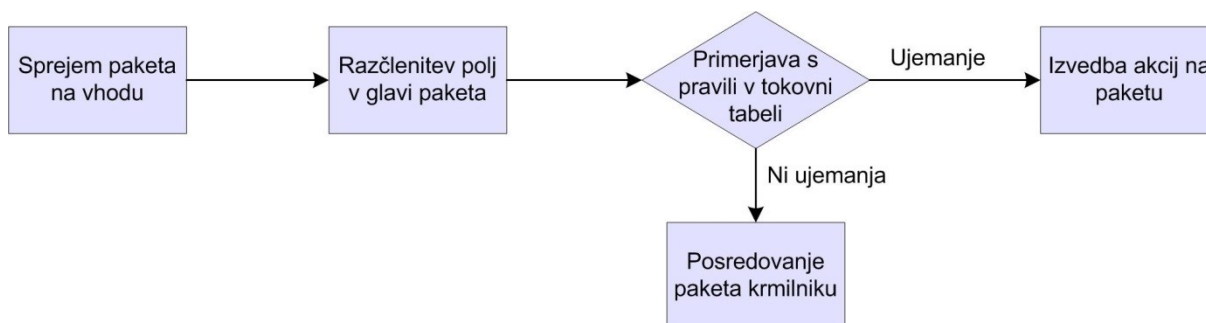 Sprejem paketa
na vhodu
Razčlenitev polj
v glavi paketa
Primerjava s
pravili v tokovni
tabeli
Ujemanje
Izvedba akcij na
paketu
Ni ujemanja
Posredovanje
paketa krmilniku